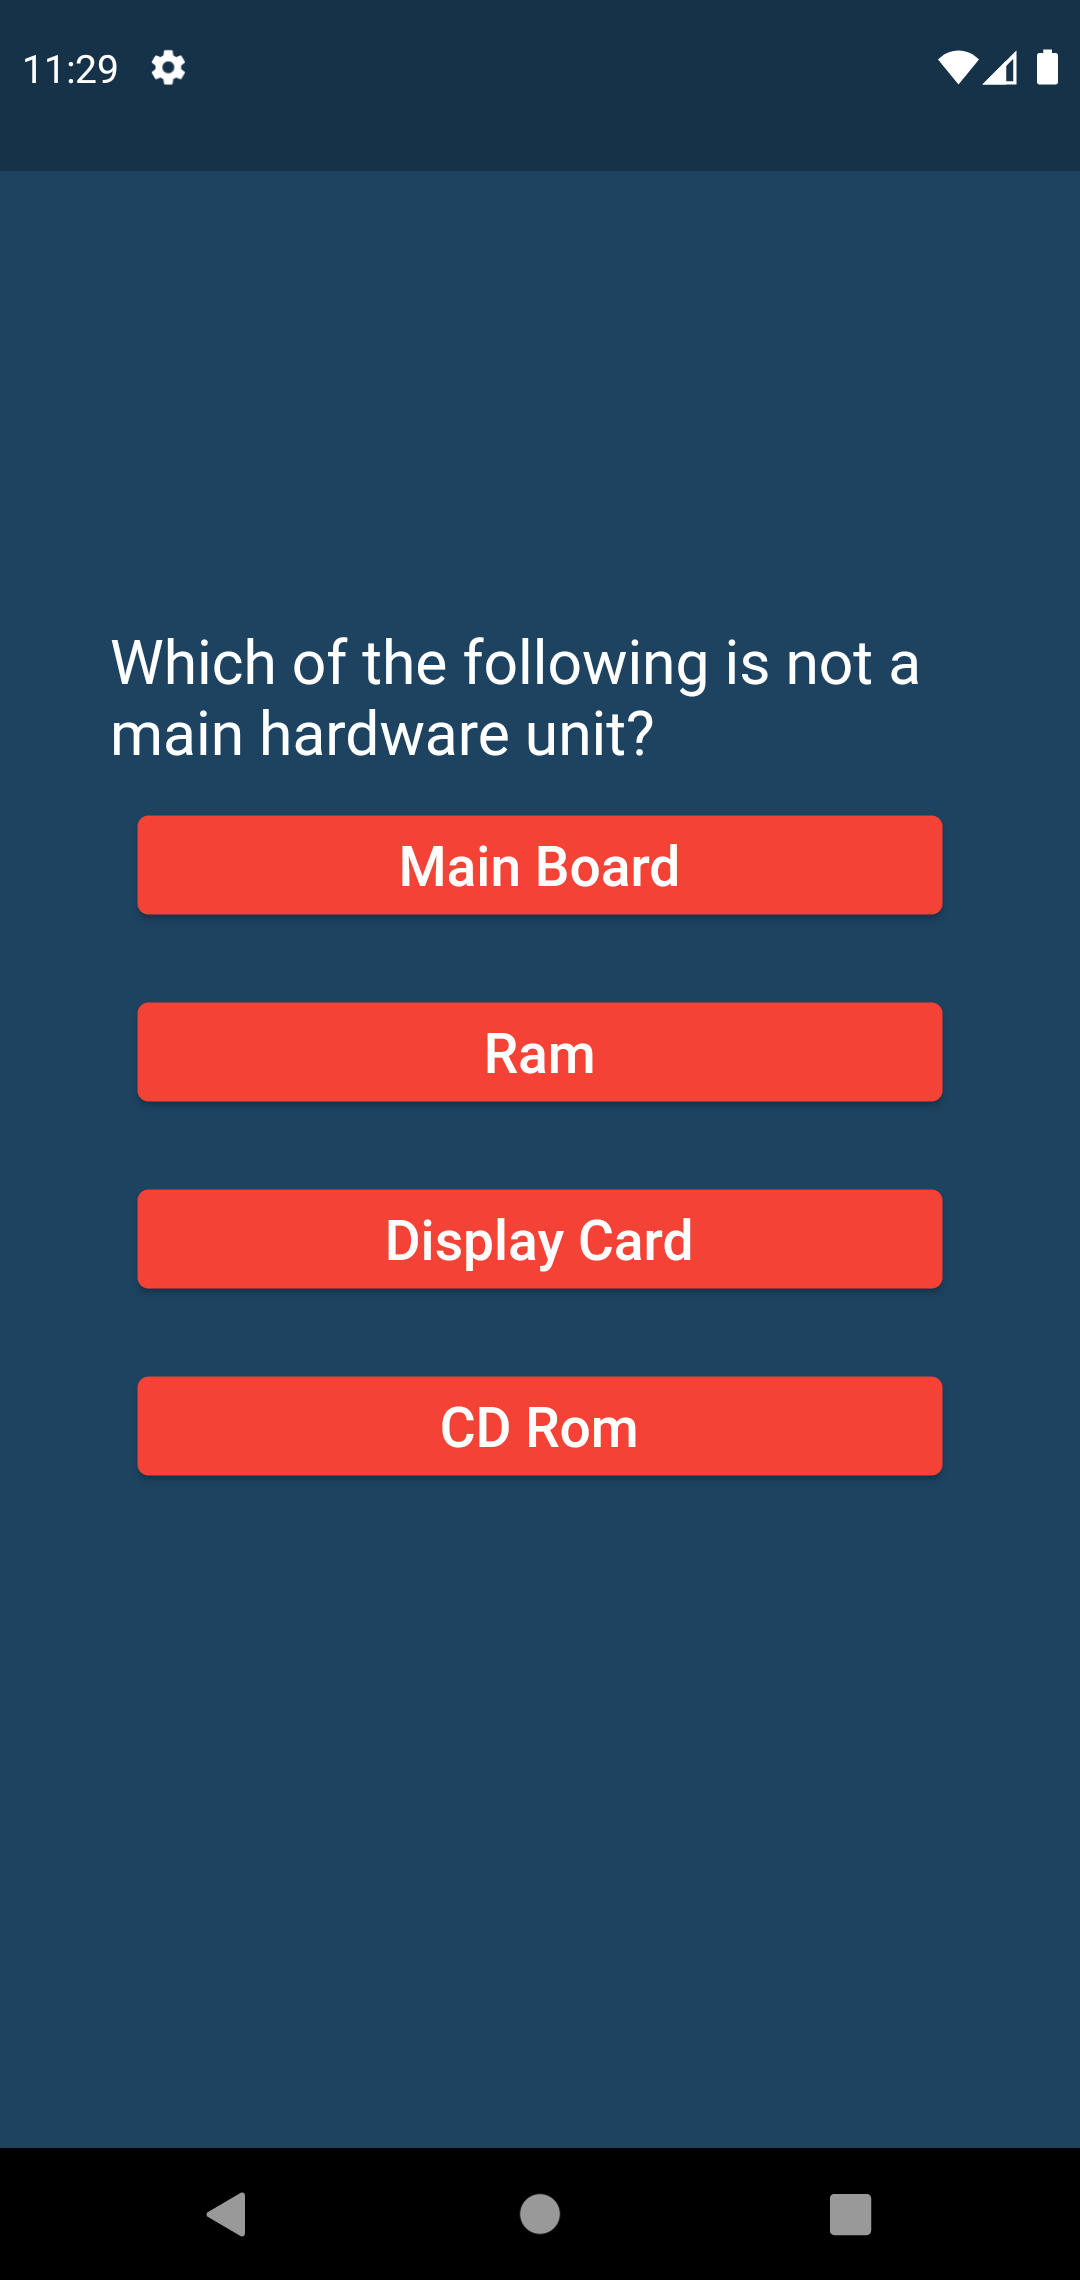 11:29
Which of the following is not a
main hardware unit?
Main Board
Ram
Display Card
CD Rom